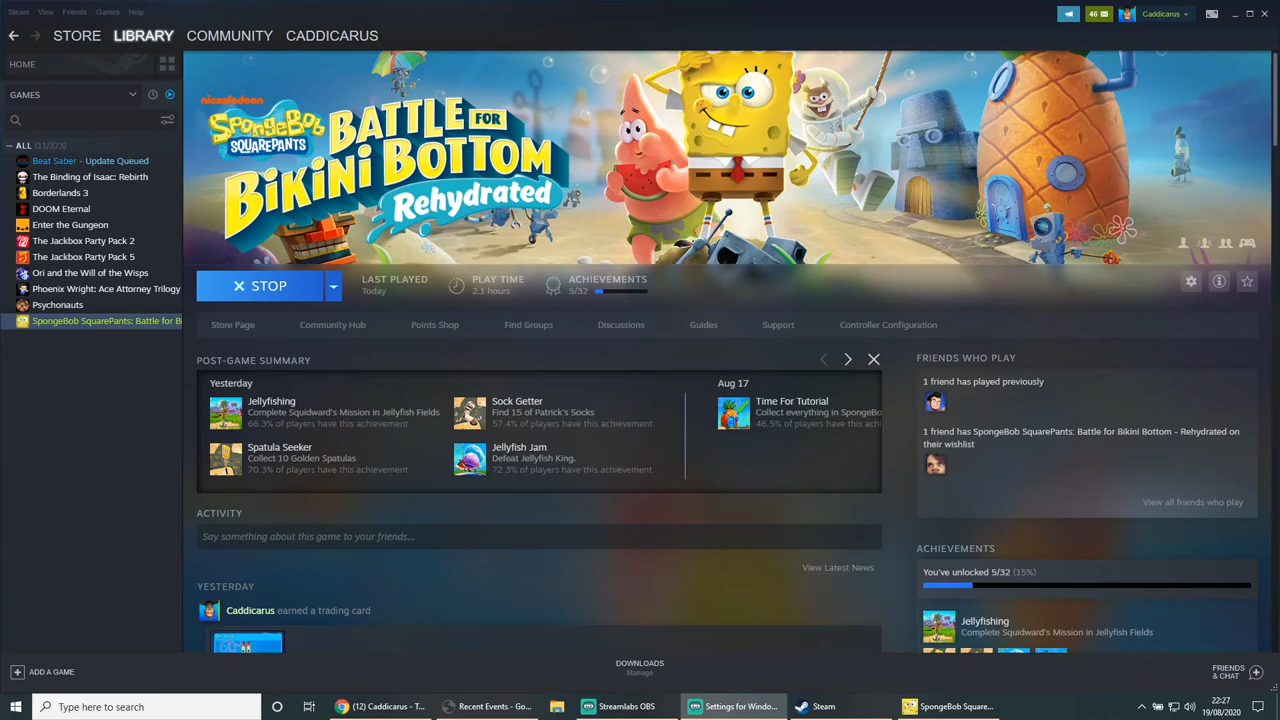 Steam View Friends Games Help
46
Caddicarus
STORE LIBRARY COMMUNITY CADDICARUS
HOME
GAMES
ALL (11/373)
Beat Saber - Update Queued
The Binding of Isaac: Rebirth
Borderlands 3
DOOM Eternal
Enter the Gungeon
The Jackbox Party Pack 2
The Jackbox Party Pack 5
Ori and the Will of the Wisps
Phoenix Wright: Ace Attorney Trilogy
Psychonauts
SpongeBob SquarePants: Battle for Bi
nickelodeon
SpongeBob
SQUAREPANTS
BATTLE FOR
BiKiNi BOTTOM
Rehydrated
STOP
LAST PLAYED
Today
PLAY TIME
2.1 hours
ACHIEVEMENTS
5/32
Store Page Community Hub Points Shop Find Groups Discussions Guides Support Controller Configuration
POST-GAME SUMMARY
Yesterday
Jellyfishing
Complete Squidward's Mission in Jellyfish Fields
66.3% of players have this achievement
Sock Getter
Find 15 of Patrick's Socks
57.4% of players have this achievement
Spatula Seeker
Collect 10 Golden Spatulas
70.3% of players have this achievement
Jellyfish Jam
Defeat Jellyfish King.
72.3% of players have this achievement
Aug 17
Time For Tutorial
Collect everything in SpongeBo
46.5% of players have this achi
ACTIVITY
Say something about this game to your friends...
View Latest News
YESTERDAY
Caddicarus earned a trading card
FRIENDS WHO PLAY
1 friend has played previously
1 friend has SpongeBob SquarePants: Battle for Bikini Bottom - Rehydrated on
their wishlist
View all friends who play
ACHIEVEMENTS
You've unlocked 5/32 (15%)
Jellyfishing
Complete Squidward's Mission in Jellyfish Fields
ADD A GAME
DOWNLOADS
Manage
FRIENDS
& CHAT
Type here to search
(12) Caddicarus - T...
Recent Events - Go...
Streamlabs OBS
Settings for Windo...
Steam
SpongeBob Square...
22:27
19/08/2020